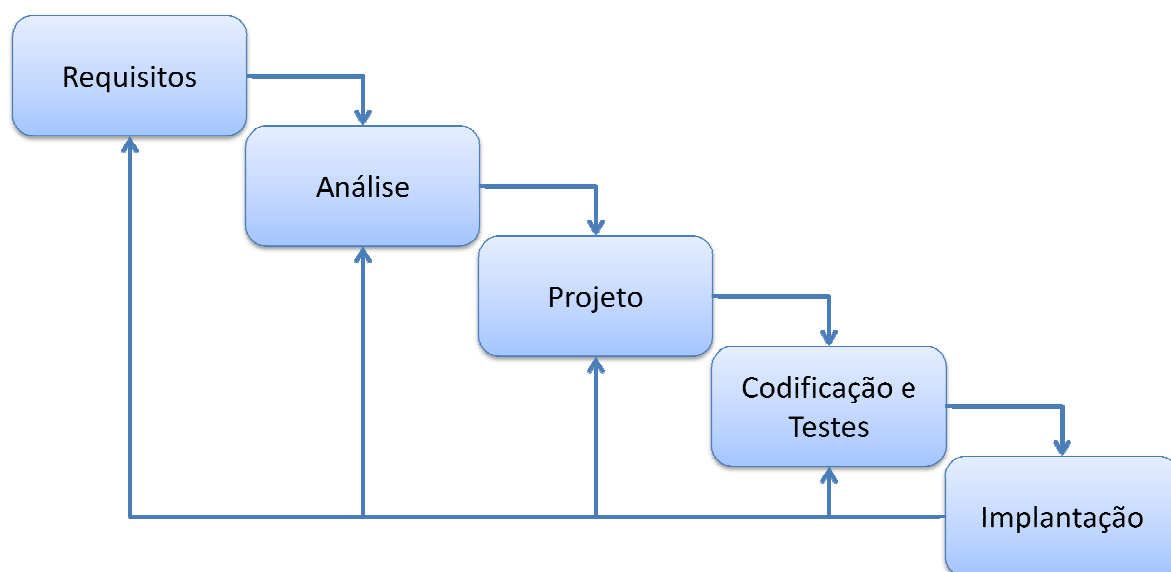 Requisitos
Análise
Projeto
Codificação e
Testes
Implantação